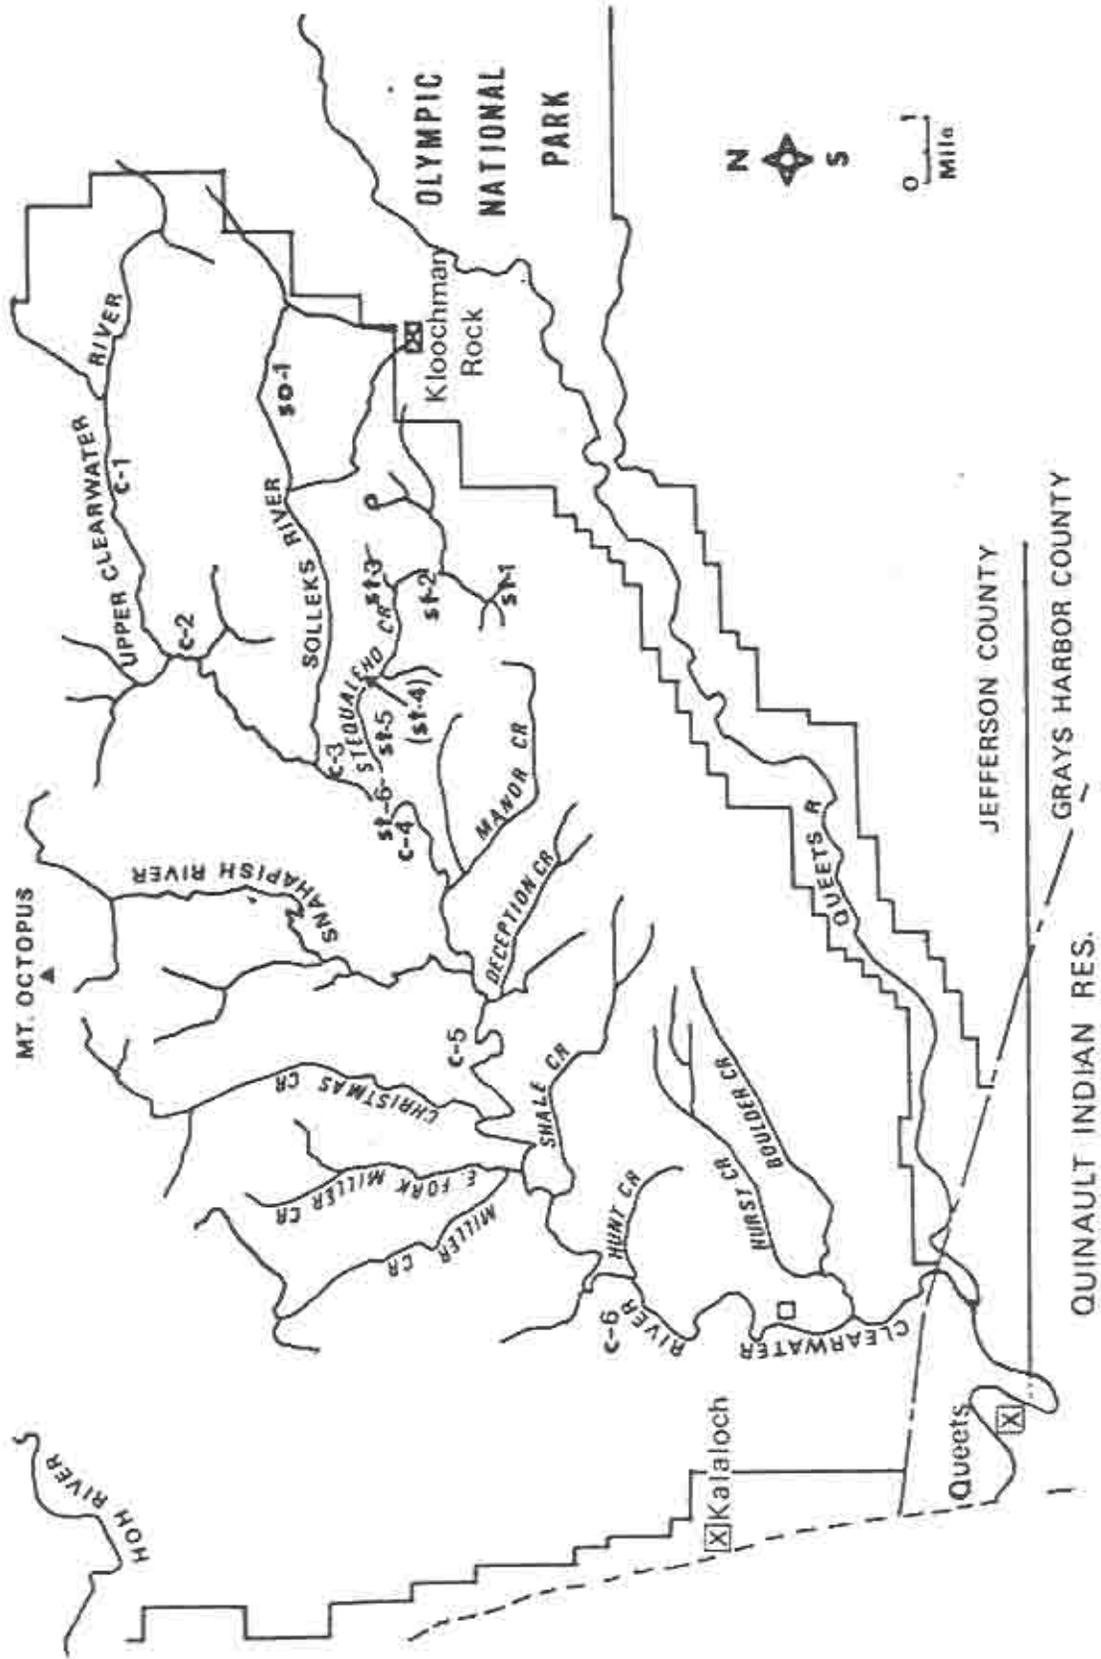 HOH RIVER
MT. OCTOPUS
SNAHAPISH RIVER
UPPER CLEARWATER
RIVER
C-1
C-2
SOLLEKS RIVER
so-1
C-3
STEQUALEHO CR
st-3
st-2
st-1
(st-4)
st-5
st-6
C-4
MANOR CR
DECEPTION CR
C-5
CHRISTMAS CR
E. FORK MILLER CR
MILLER CR
SHALE CR
HUNT CR
C-6
CLEARWATER
RIVER
HURST CR
BOULDER CR
QUEETS R
Kloochman
Rock
OLYMPIC
NATIONAL
PARK
N
S
0 1
Mile
X Kalaloch
Queets
X
JEFFERSON COUNTY
GRAYS HARBOR COUNTY
QUINAULT INDIAN RES.